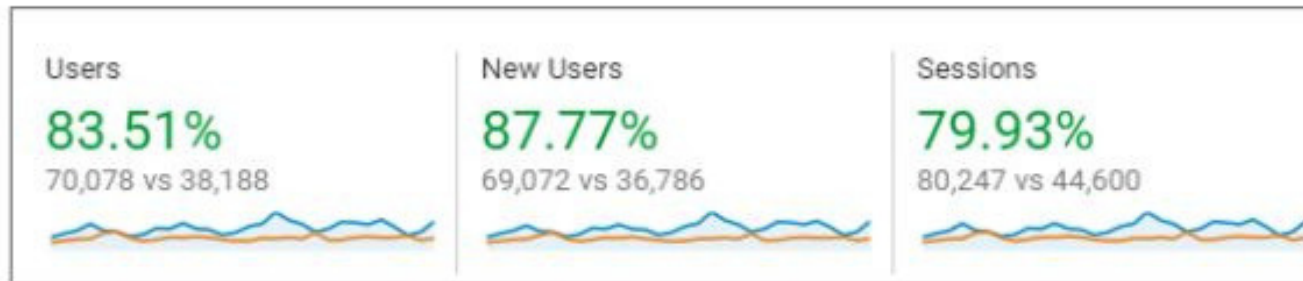 Users
83.51%
70,078 vs 38,188
New Users
87.77%
69,072 vs 36,786
Sessions
79.93%
80,247 vs 44,600